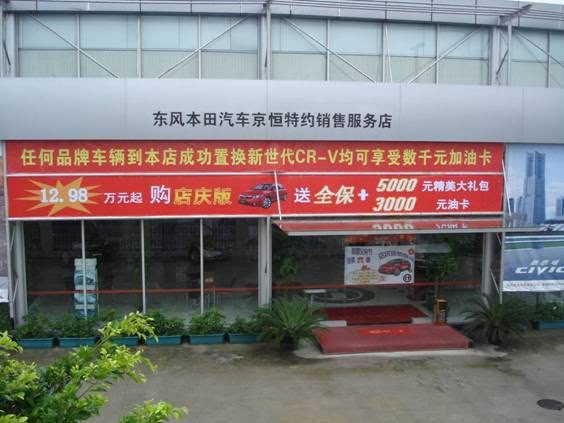 东风本田汽车京恒特约销售服务店
任何品牌车辆到本店成功置换新世代CR-V均可享受数千元加油卡
12.98 万元起 购 店庆版 送 全保+ 5000 元精美大礼包
3000 元油卡
CIVIC